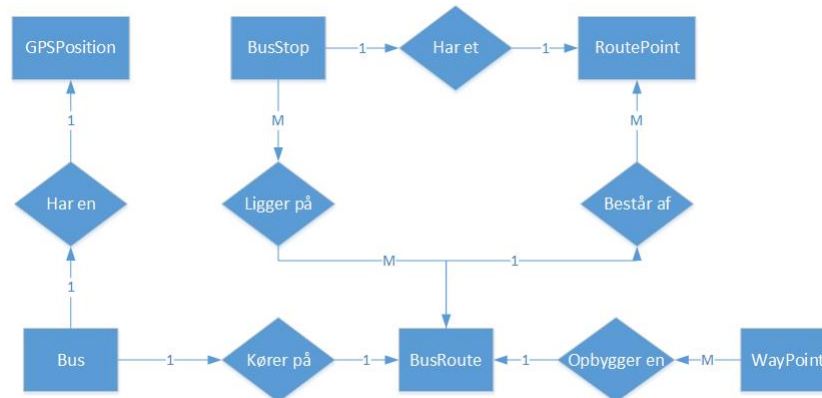 GPSPosition
BusStop
1
Har et
1
RoutePoint
1
M
M
Har en
Ligger på
Består af
1
M
1
Bus
1
Kører på
1
BusRoute
1
Opbygger en
M
WayPoint